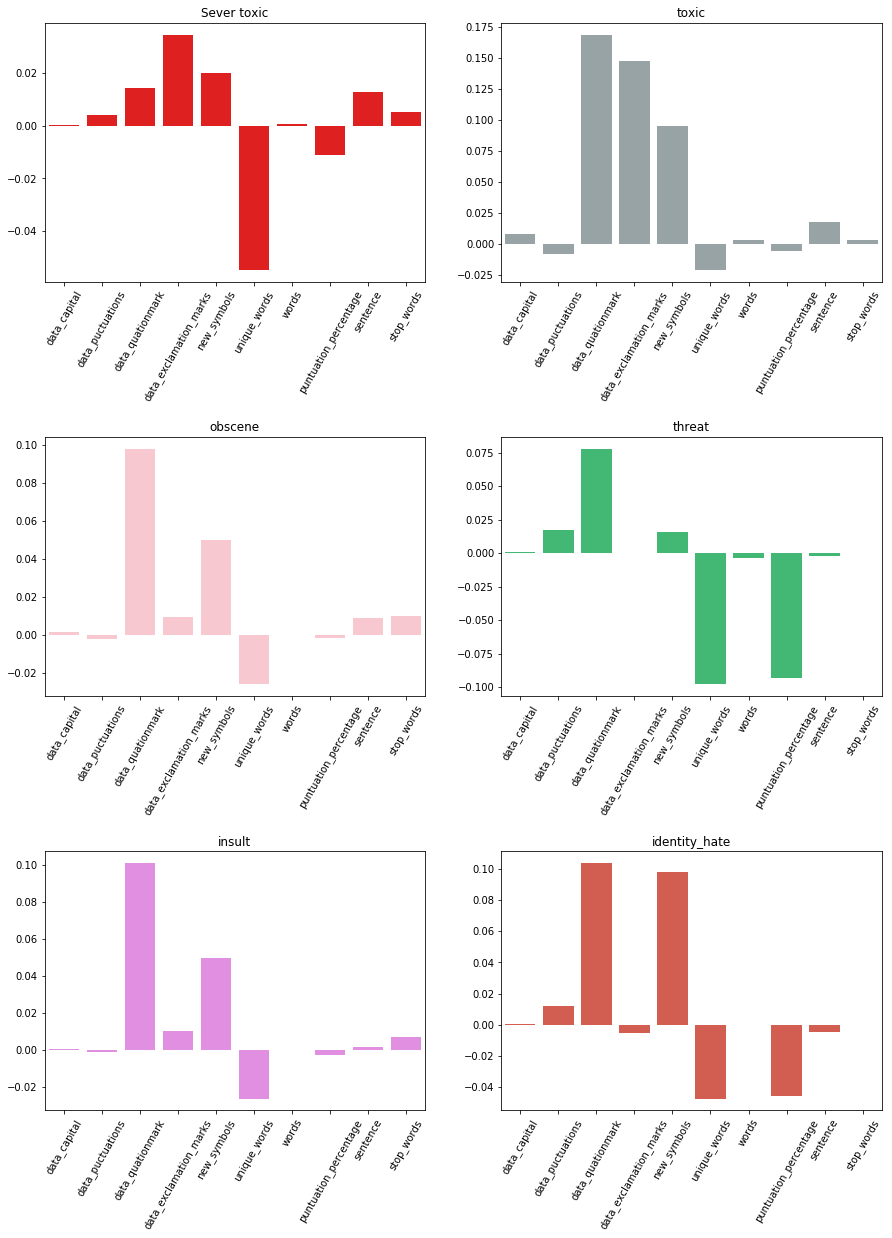 Sever toxic
0.02
0.00
−0.02
−0.04
data_capital
data_puctuations
data_quationmark
data_exclamation_marks
new_symbols
unique_words
words
puntuation_percentage
sentence
stop_words
toxic
0.175
0.150
0.125
0.100
0.075
0.050
0.025
0.000
−0.025
data_capital
data_puctuations
data_quationmark
data_exclamation_marks
new_symbols
unique_words
words
puntuation_percentage
sentence
stop_words
obscene
0.10
0.08
0.06
0.04
0.02
0.00
−0.02
data_capital
data_puctuations
data_quationmark
data_exclamation_marks
new_symbols
unique_words
words
puntuation_percentage
sentence
stop_words
threat
0.075
0.050
0.025
0.000
−0.025
−0.050
−0.075
−0.100
data_capital
data_puctuations
data_quationmark
data_exclamation_marks
new_symbols
unique_words
words
puntuation_percentage
sentence
stop_words
insult
0.10
0.08
0.06
0.04
0.02
0.00
−0.02
data_capital
data_puctuations
data_quationmark
data_exclamation_marks
new_symbols
unique_words
words
puntuation_percentage
sentence
stop_words
identity_hate
0.10
0.08
0.06
0.04
0.02
0.00
−0.02
−0.04
data_capital
data_puctuations
data_quationmark
data_exclamation_marks
new_symbols
unique_words
words
puntuation_percentage
sentence
stop_words